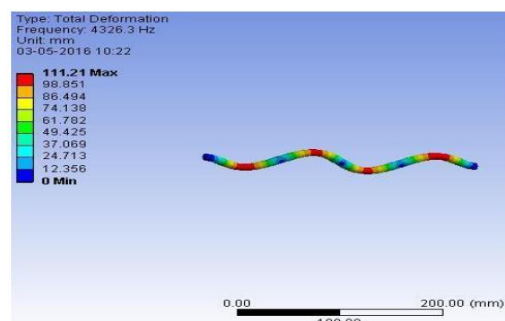 Type: Total Deformation
Frequency: 4326.3 Hz
Unit: mm
03-05-2016 10:22
111.21 Max
98.851
86.494
74.138
61.782
49.425
37.069
24.713
12.356
0 Min
0.00
200.00 (mm)
100.00